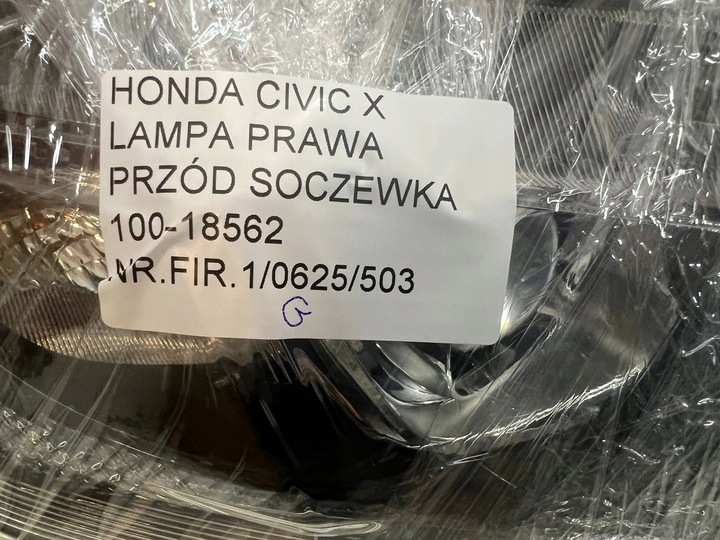 HONDA CIVIC X
LAMPA PRAWA
PRZÓD SOCZEWKA
100-18562
NR.FIR.1/0625/503
G